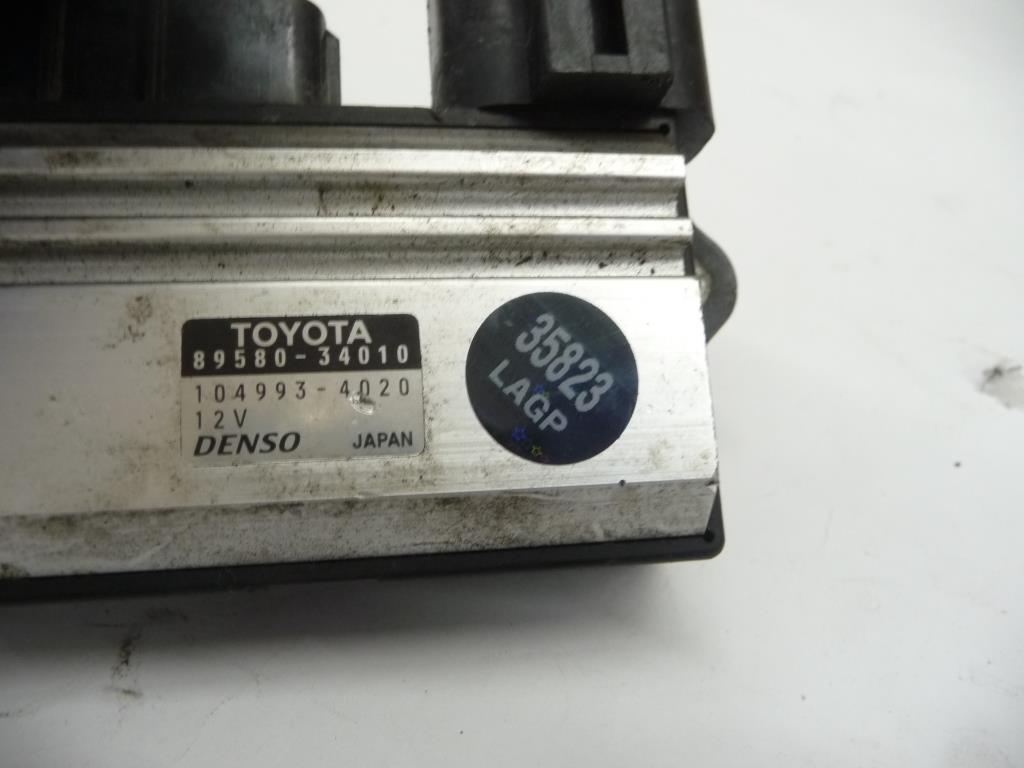 TOYOTA
89580-34010
104993-4020
12V
DENSO JAPAN
35823
LAGP